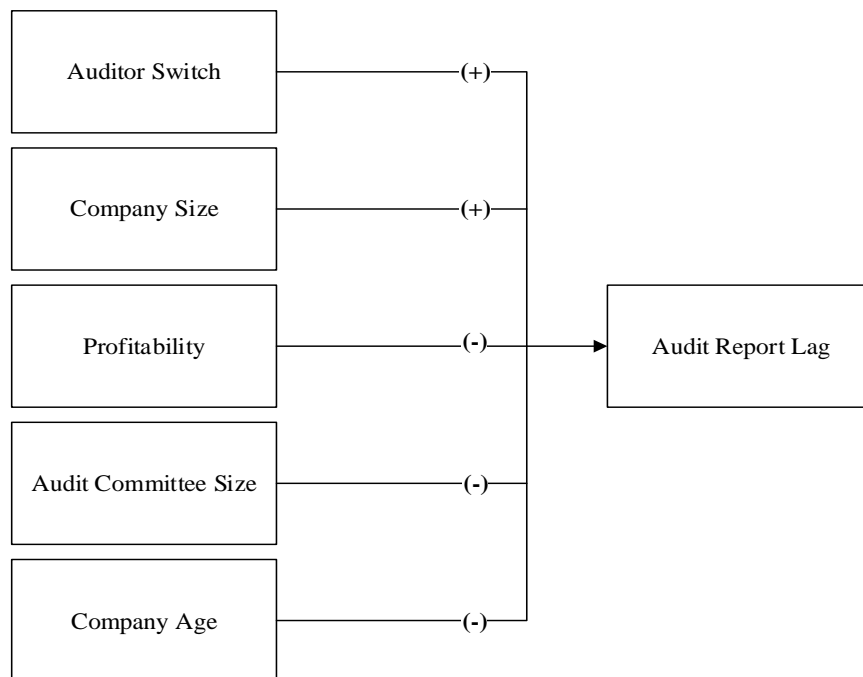 Auditor Switch
(+)
Company Size
(+)
Profitability
(-)
Audit Report Lag
Audit Committee Size
(-)
Company Age
(-)